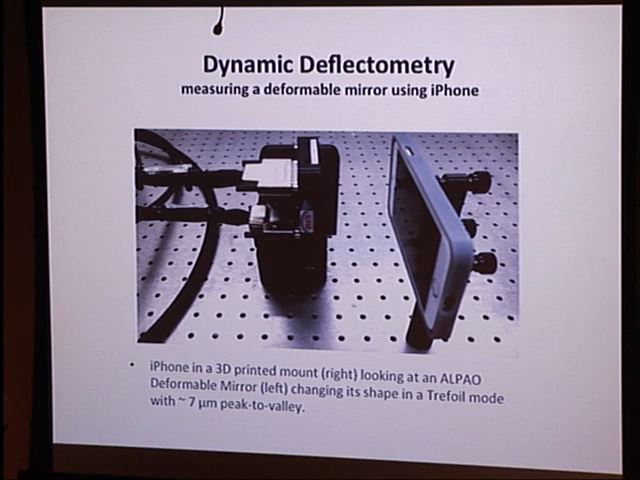 Dynamic Deflectometry
measuring a deformable mirror using iPhone
• iPhone in a 3D printed mount (right) looking at an ALPAO
Deformable Mirror (left) changing its shape in a Trefoil mode
with ~ 7 µm peak-to-valley.